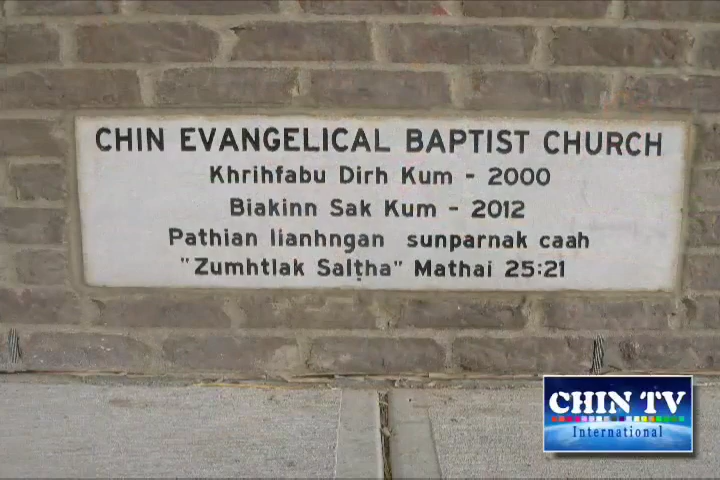 CHIN EVANGELICAL BAPTIST CHURCH
Khrihfabu Dirh Kum - 2000
Biakinn Sak Kum - 2012
Pathian lianhngan sunparnak caah
"Zumhtlak Salṭha" Mathai 25:21
CHIN TV
International